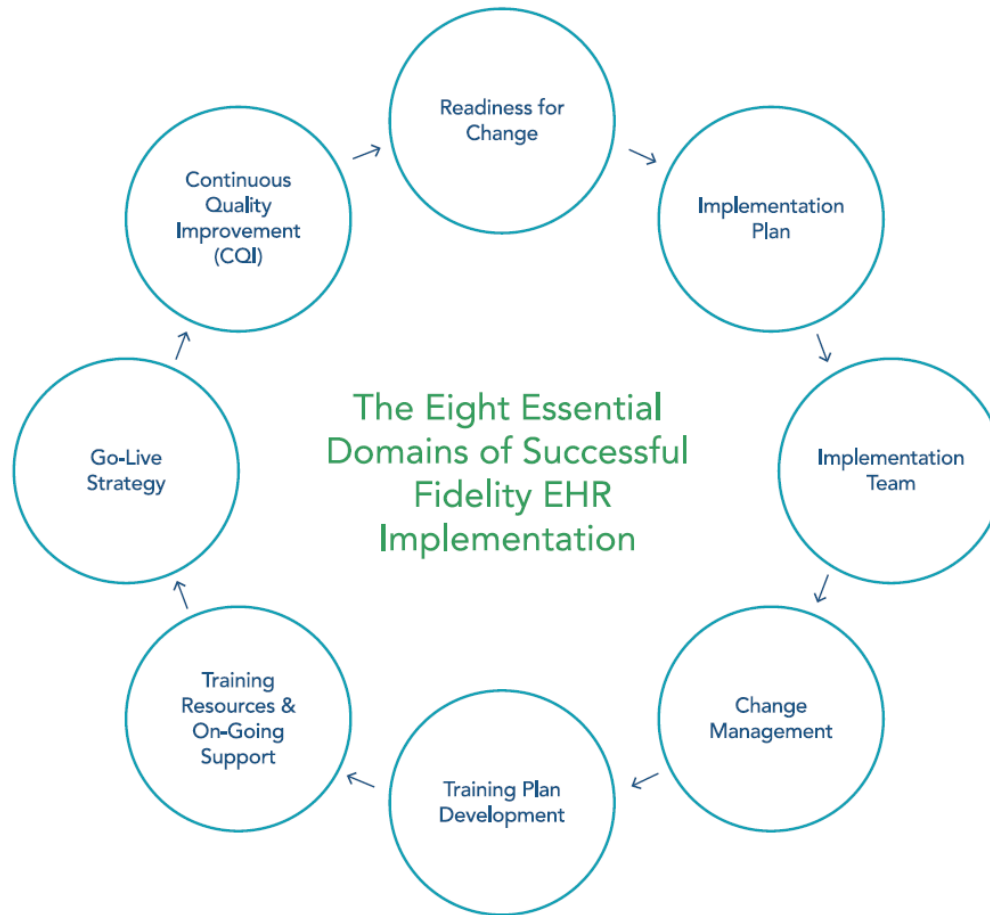 Readiness for
Change
Implementation
Plan
Implementation
Team
Change
Management
Training Plan
Development
Training
Resources &
On-Going
Support
Go-Live
Strategy
Continuous
Quality
Improvement
(CQI)
The Eight Essential
Domains of Successful
Fidelity EHR
Implementation